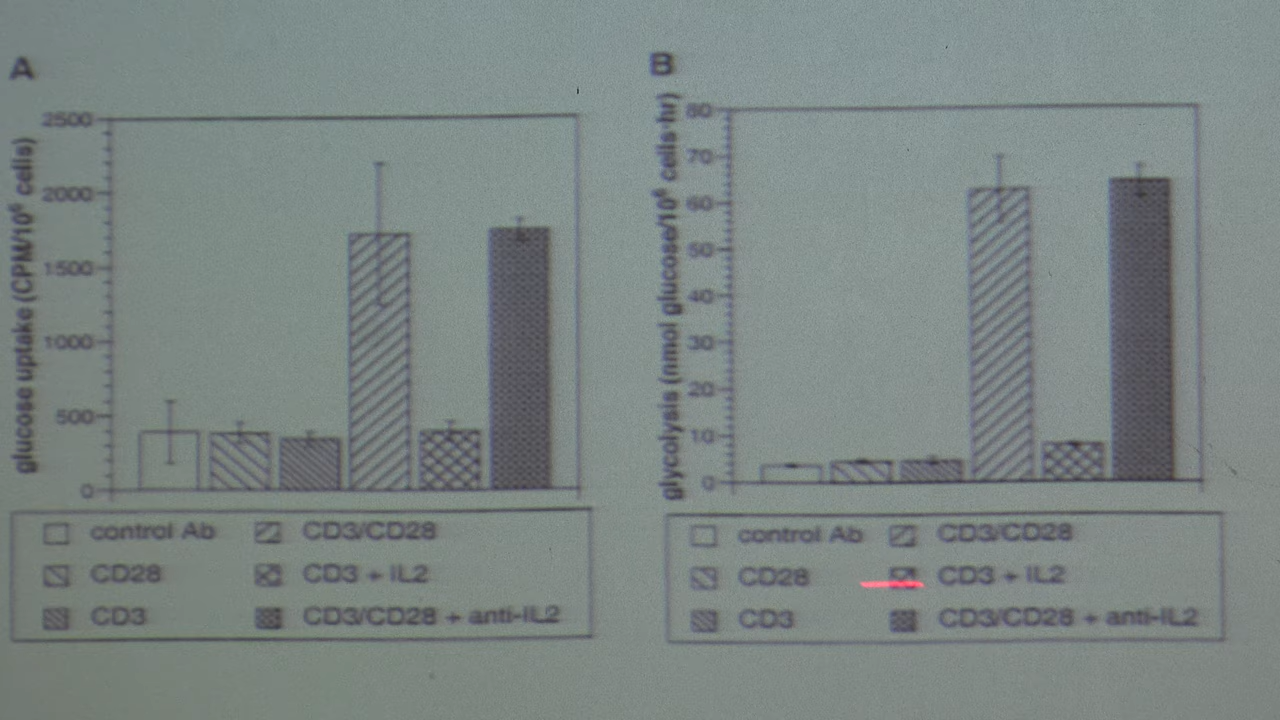 A
glucose uptake (CPM/10⁶ cells)
2500
2000
1500
1000
500
0
control Ab
CD3/CD28
CD28
CD3 + IL2
CD3
CD3/CD28 + anti-IL2
B
glycolysis (nmol glucose/10⁶ cells·hr)
80
70
60
50
40
30
20
10
0
control Ab
CD3/CD28
CD28
CD3 + IL2
CD3
CD3/CD28 + anti-IL2